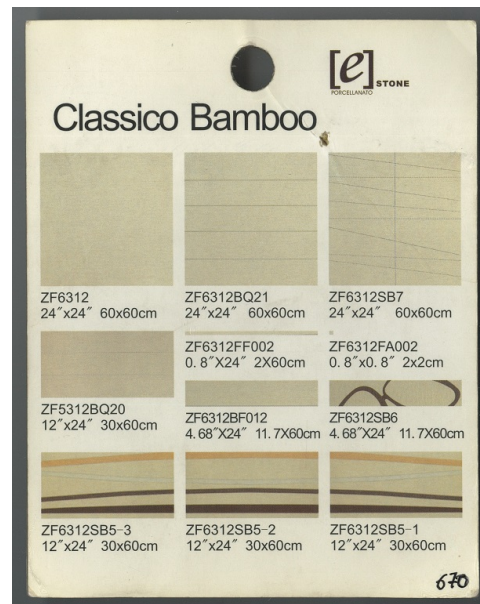 [e] STONE
PORCELLANATO
Classico Bamboo
ZF6312
24″x24″ 60x60cm
ZF6312BQ21
24″x24″ 60x60cm
ZF6312SB7
24″x24″ 60x60cm
ZF6312FF002
0.8″X24″ 2X60cm
ZF6312FA002
0.8″x0.8″ 2x2cm
ZF5312BQ20
12″x24″ 30x60cm
ZF6312BF012
4.68″X24″ 11.7X60cm
ZF6312SB6
4.68″X24″ 11.7X60cm
ZF6312SB5-3
12″x24″ 30x60cm
ZF6312SB5-2
12″x24″ 30x60cm
ZF6312SB5-1
12″x24″ 30x60cm
670